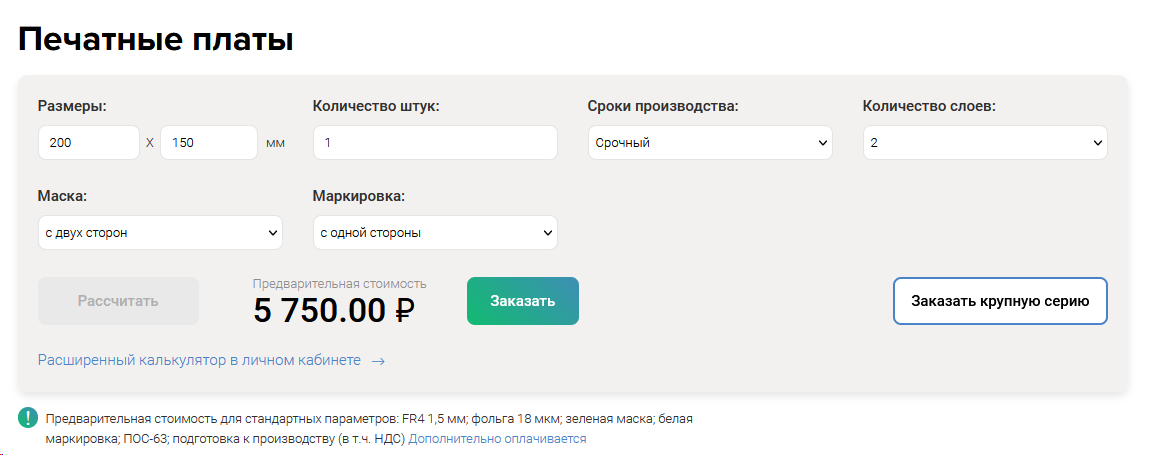 Печатные платы
Размеры: Количество штук: Сроки производства: Количество слоев:
200 X 150 мм 1 Срочный 2
Маска: Маркировка:
с двух сторон с одной стороны
Предварительная стоимость
Рассчитать 5 750.00 ₽ Заказать Заказать крупную серию
Расширенный калькулятор в личном кабинете →
! Предварительная стоимость для стандартных параметров: FR4 1,5 мм; фольга 18 мкм; зеленая маска; белая
маркировка; ПОС-63; подготовка к производству (в т.ч. НДС) Дополнительно оплачивается